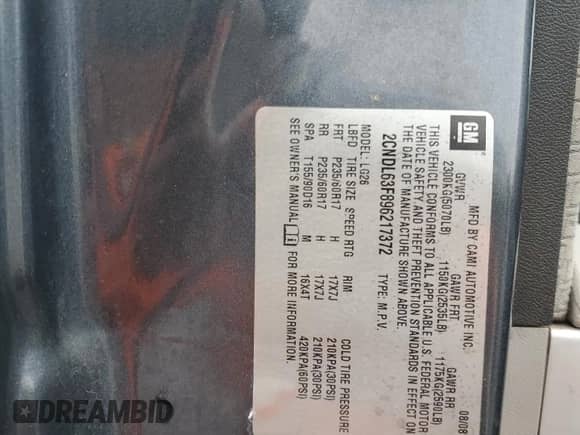 GM
MFD BY CAMI AUTOMOTIVE INC. 08/08
GVWR GAWR FRT GAWR RR
2300KG(5070LB) 1150KG(2535LB) 1175KG(2590LB)
THIS VEHICLE CONFORMS TO ALL APPLICABLE U.S. FEDERAL MOTOR
VEHICLE SAFETY AND THEFT PREVENTION STANDARDS IN EFFECT ON
THE DATE OF MANUFACTURE SHOWN ABOVE.
2CNDL63F896217372 TYPE: M.P.V.
MODEL: LG26
LBFD TIRE SIZE SPEED RTG RIM COLD TIRE PRESSURE
FRT P235/60R17 H 17X7J 210KPA(30PSI)
RR P235/60R17 H 17X7J 210KPA(30PSI)
SPA T155/90D16 M 16X4T 420KPA(60PSI)
SEE OWNER'S MANUAL FOR MORE INFORMATION.
DREAMBID